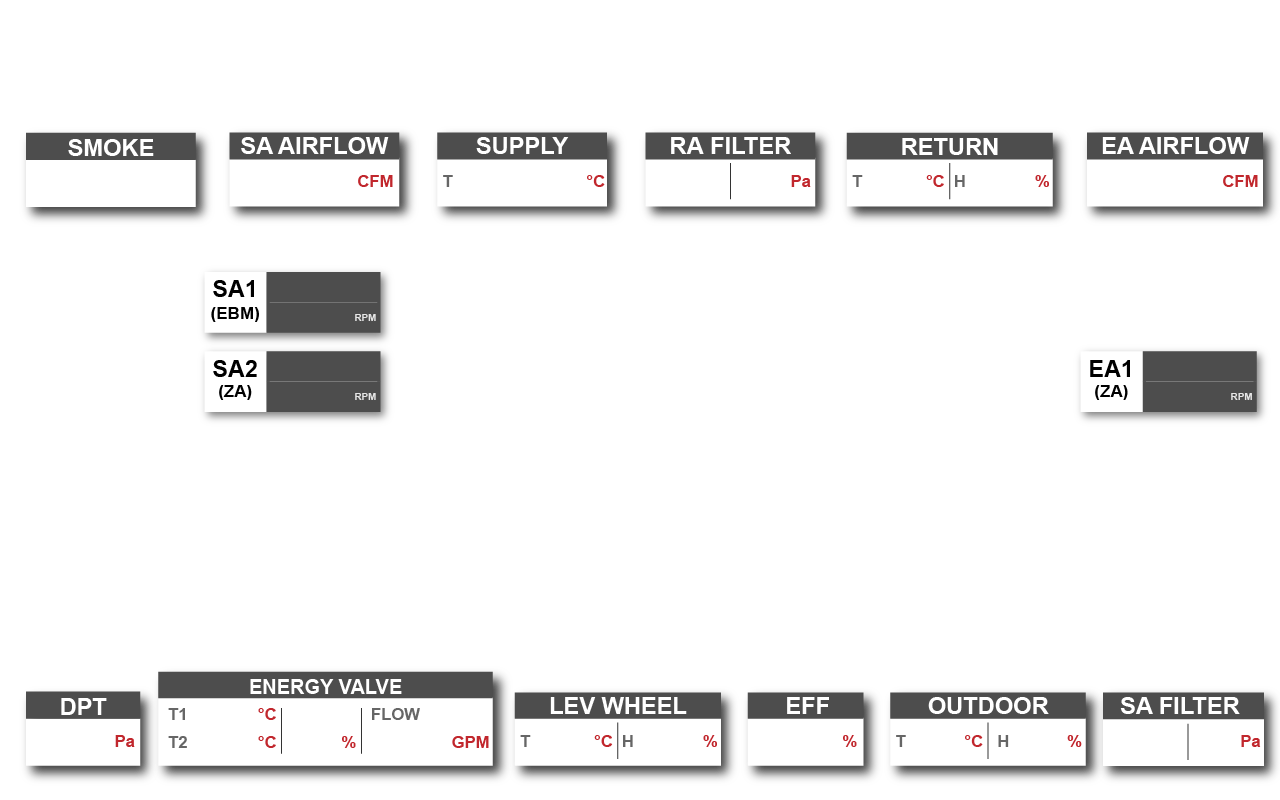 SMOKE
SA AIRFLOW
CFM
SUPPLY
T °C
RA FILTER
Pa
RETURN
T °C H %
EA AIRFLOW
CFM
SA1
(EBM)
RPM
SA2
(ZA)
RPM
EA1
(ZA)
RPM
DPT
Pa
ENERGY VALVE
T1 °C FLOW
T2 °C % GPM
LEV WHEEL
T °C H %
EFF
%
OUTDOOR
T °C H %
SA FILTER
Pa